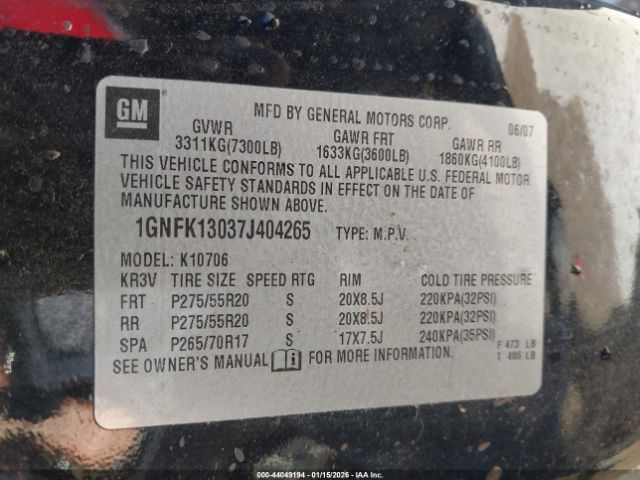 GM
MFD BY GENERAL MOTORS CORP. 06/07
GVWR GAWR FRT GAWR RR
3311KG(7300LB) 1633KG(3600LB) 1860KG(4100LB)
THIS VEHICLE CONFORMS TO ALL APPLICABLE U.S. FEDERAL MOTOR
VEHICLE SAFETY STANDARDS IN EFFECT ON THE DATE OF
MANUFACTURE SHOWN ABOVE.
1GNFK13037J404265 TYPE: M.P.V.
MODEL: K10706
KR3V TIRE SIZE SPEED RTG RIM COLD TIRE PRESSURE
FRT P275/55R20 S 20X8.5J 220KPA(32PSI)
RR P275/55R20 S 20X8.5J 220KPA(32PSI)
SPA P265/70R17 S 17X7.5J 240KPA(35PSI)
F 473 LB
T 496 LB
SEE OWNER'S MANUAL i FOR MORE INFORMATION.
000-44049194 - 01/15/2026 - IAA Inc.